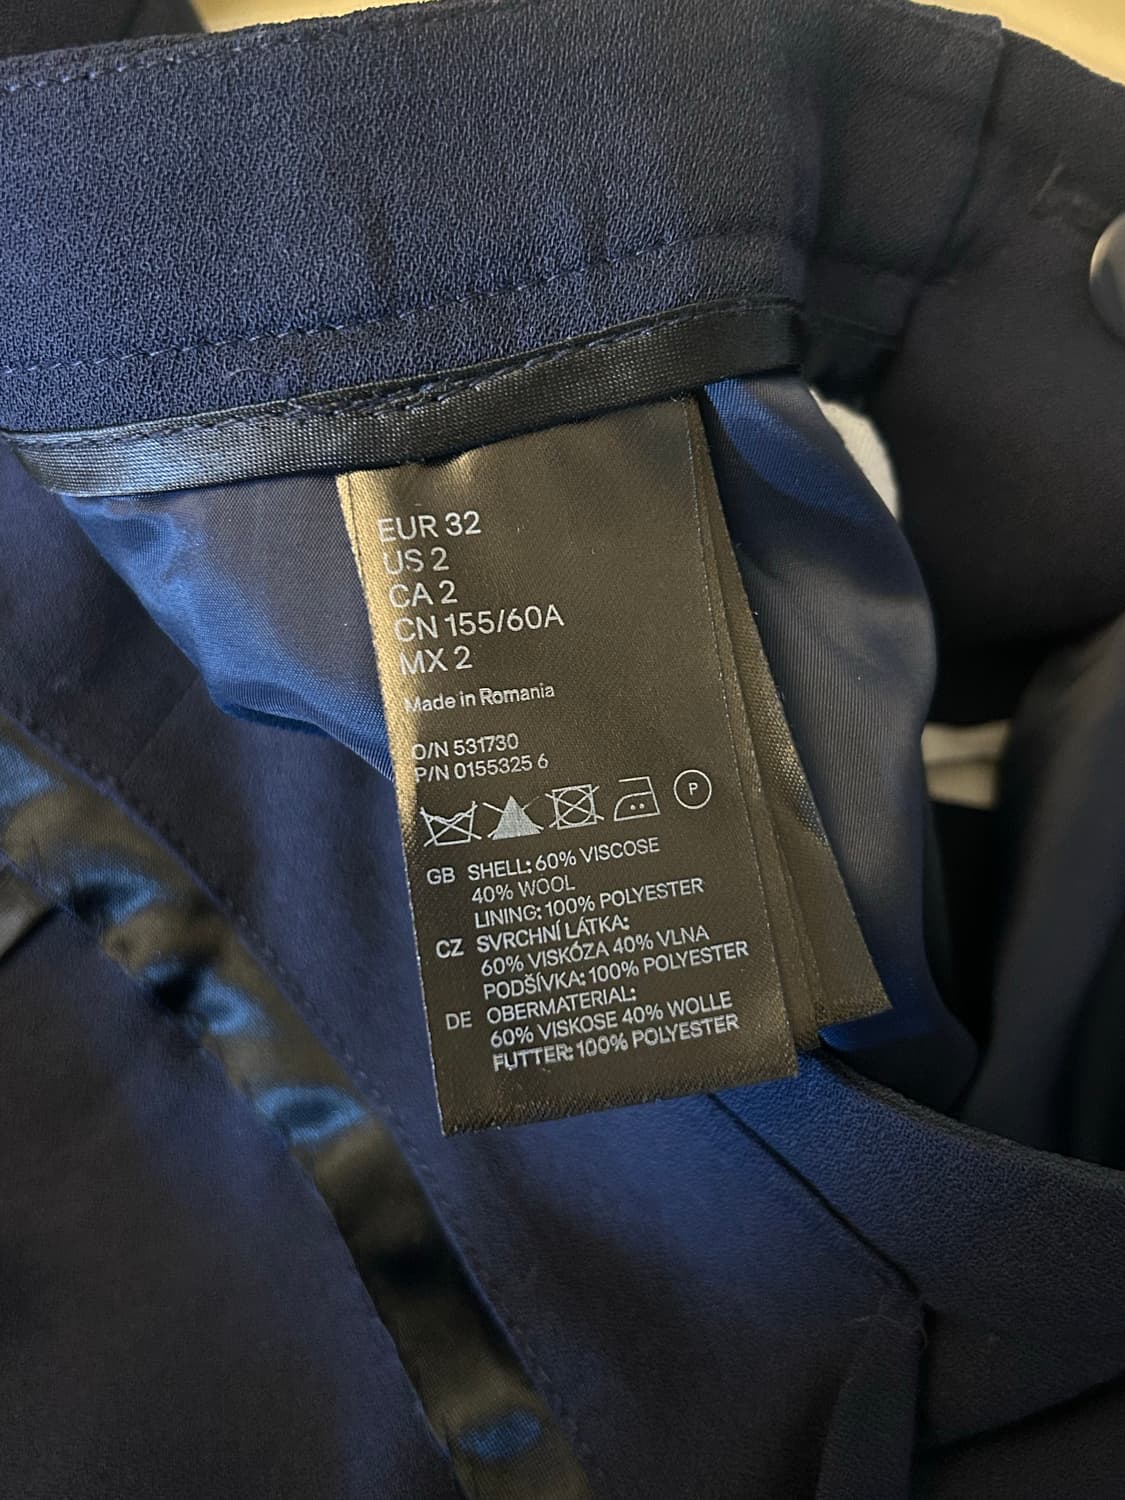 EUR 32
US 2
CA 2
CN 155/60A
MX 2
Made in Romania
O/N 531730
P/N 0155325 6
P
GB SHELL: 60% VISCOSE
40% WOOL
LINING: 100% POLYESTER
CZ SVRCHNÍ LÁTKA:
60% VISKÓZA 40% VLNA
PODŠÍVKA: 100% POLYESTER
DE OBERMATERIAL:
60% VISKOSE 40% WOLLE
FUTTER: 100% POLYESTER